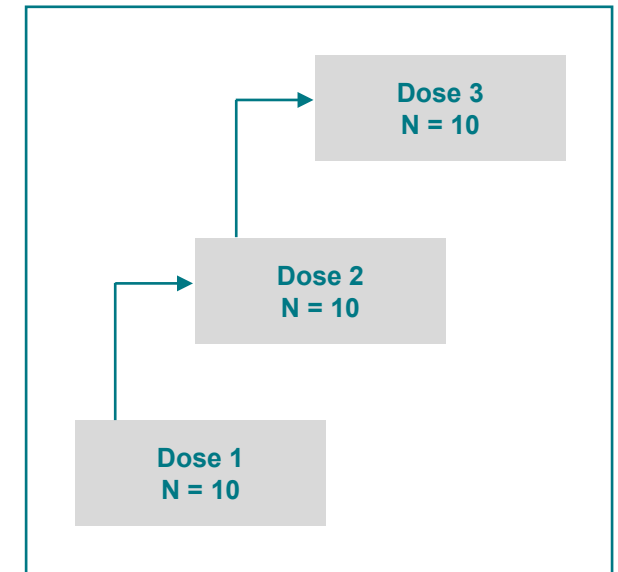 Dose 3
N = 10
Dose 2
N = 10
Dose 1
N = 10